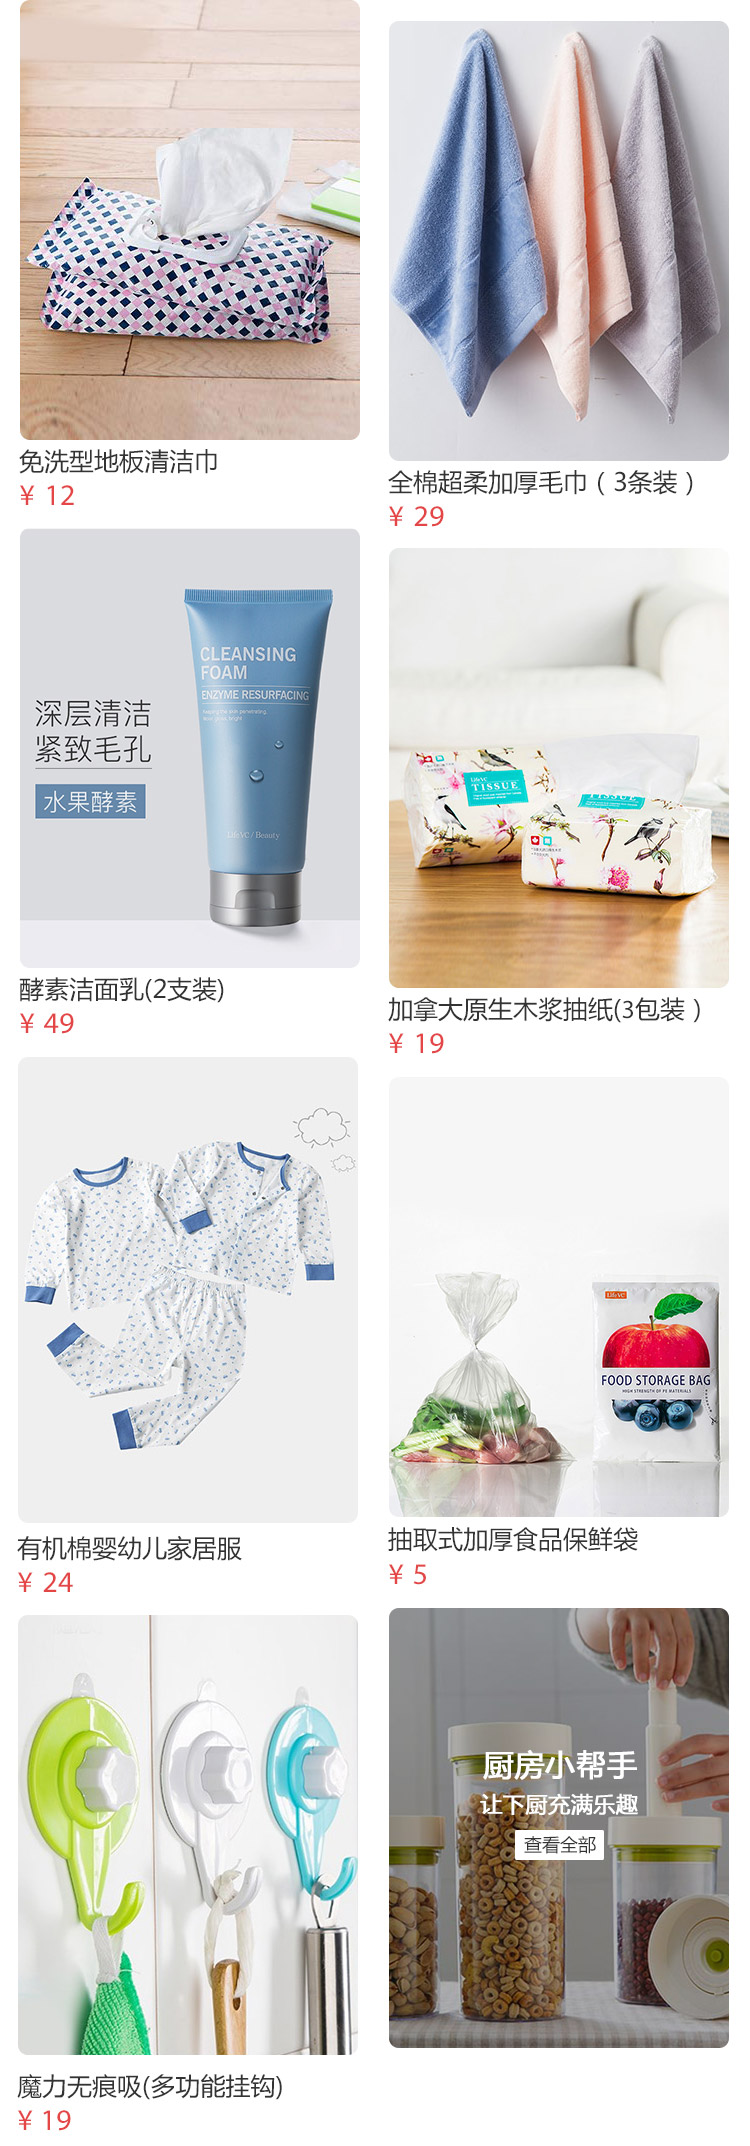 免洗型地板清洁巾
¥ 12
全棉超柔加厚毛巾（3条装）
¥ 29
CLEANSING
FOAM
ENZYME RESURFACING
LifeVC / Beauty
深层清洁
紧致毛孔
水果酵素
酵素洁面乳(2支装)
¥ 49
LifeVC
TISSUE
TISSUE
加拿大原生木浆抽纸(3包装）
¥ 19
有机棉婴幼儿家居服
¥ 24
LifeVC
FOOD STORAGE BAG
HIGH STRENGTH OF PE MATERIALS
抽取式加厚食品保鲜袋
¥ 5
魔力无痕吸(多功能挂钩)
¥ 19
厨房小帮手
让下厨充满乐趣
查看全部